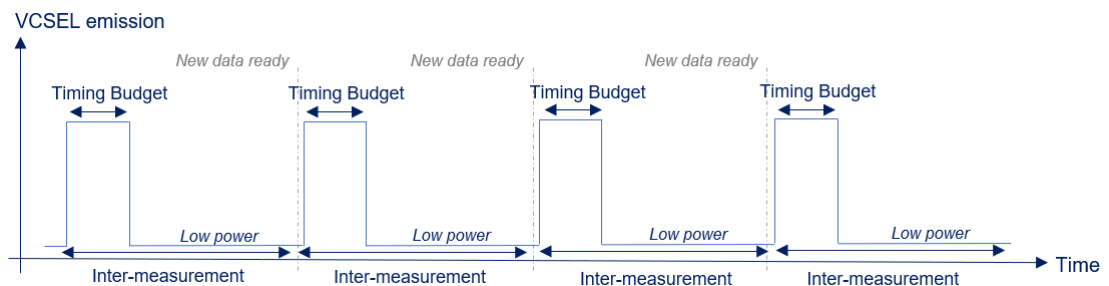 VCSEL emission
New data ready
New data ready
New data ready
Timing Budget
Timing Budget
Timing Budget
Timing Budget
Low power
Low power
Low power
Low power
Inter-measurement
Inter-measurement
Inter-measurement
Inter-measurement
Time